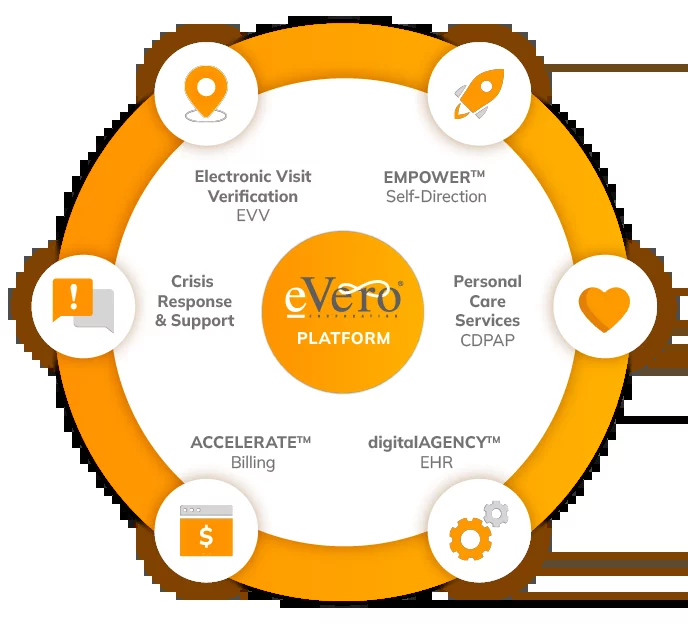 Electronic Visit
Verification
EVV
EMPOWER™
Self-Direction
Crisis
Response
& Support
!
eVero®
CORPORATION
PLATFORM
Personal
Care
Services
CDPAP
ACCELERATE™
Billing
digitalAGENCY™
EHR
$